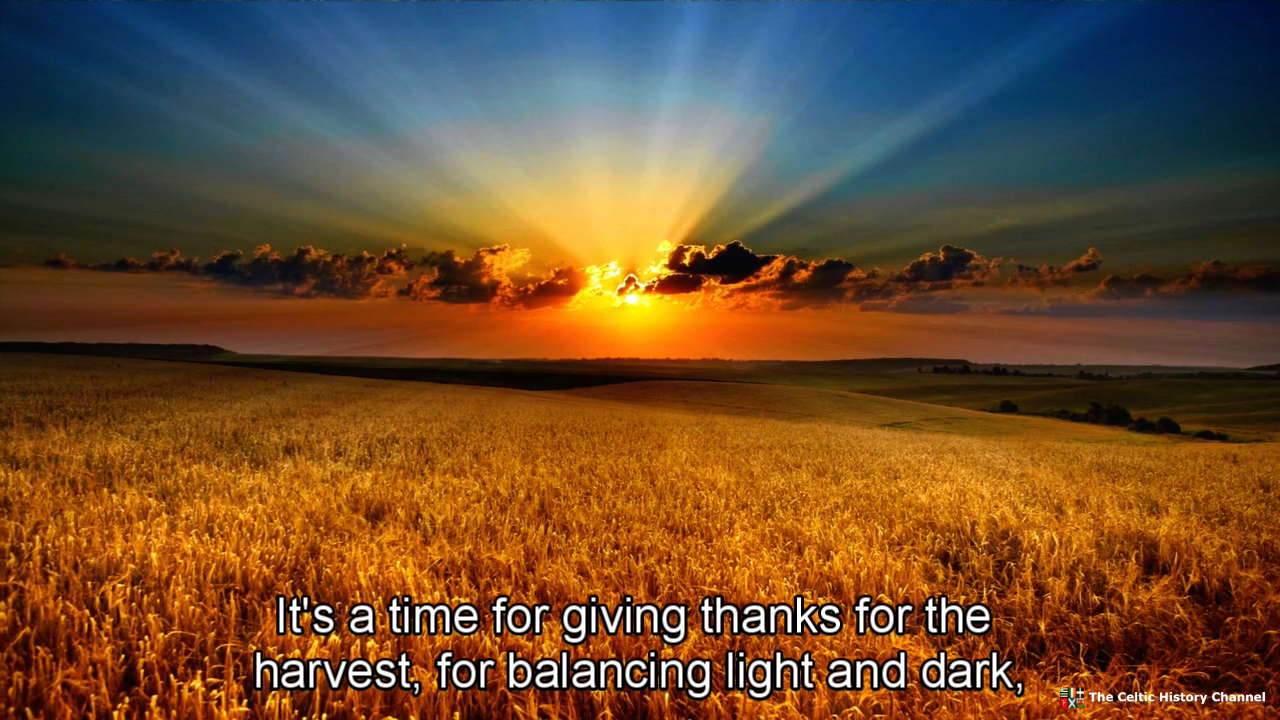 It's a time for giving thanks for the
harvest, for balancing light and dark,
The Celtic History Channel